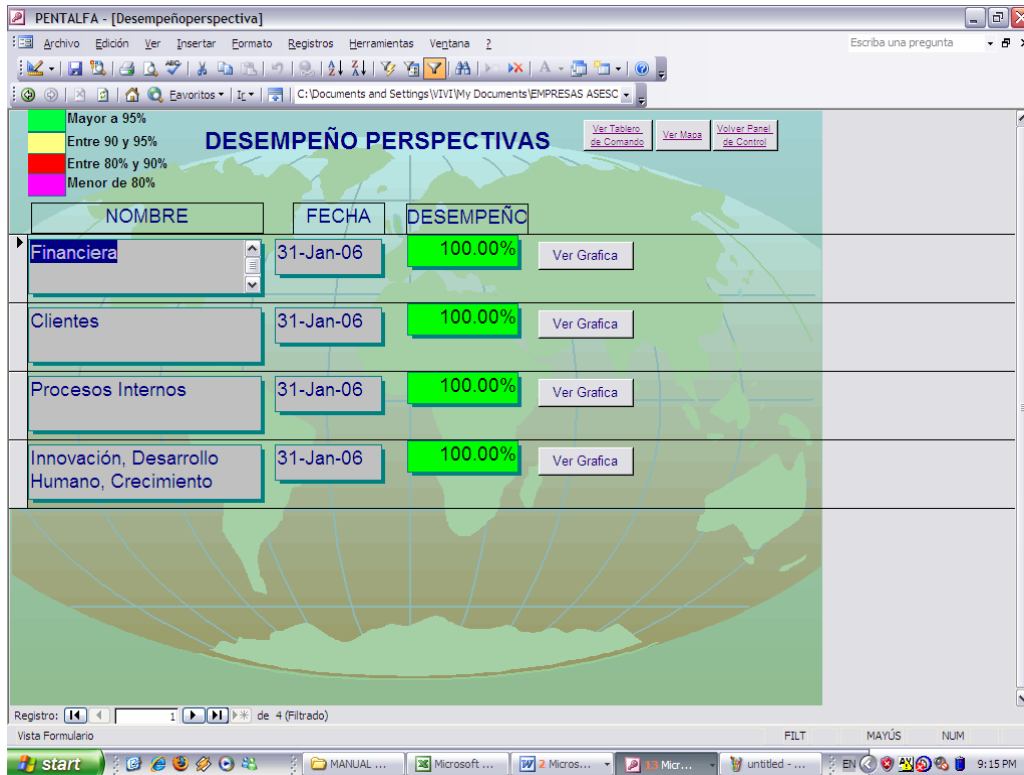 PENTALFA - [Desempeñoperspectiva]
Archivo Edición Ver Insertar Formato Registros Herramientas Ventana ? Escriba una pregunta
Favoritos Ir C:\Documents and Settings\VIVI\My Documents\EMPRESAS ASESC
Mayor a 95%
Entre 90 y 95%
Entre 80% y 90%
Menor de 80%
DESEMPEÑO PERSPECTIVAS
Ver Tablero
de Comando
Ver Mapa
Volver Panel
de Control
NOMBRE FECHA DESEMPEÑO
Financiera 31-Jan-06 100.00% Ver Grafica
Clientes 31-Jan-06 100.00% Ver Grafica
Procesos Internos 31-Jan-06 100.00% Ver Grafica
Innovación, Desarrollo
Humano, Crecimiento
31-Jan-06 100.00% Ver Grafica
Registro: 1 de 4 (Filtrado)
Vista Formulario FILT MAYÚS NUM
start MANUAL ... Microsoft ... 2 Micros... 13 Micr... untitled - ... EN 9:15 PM